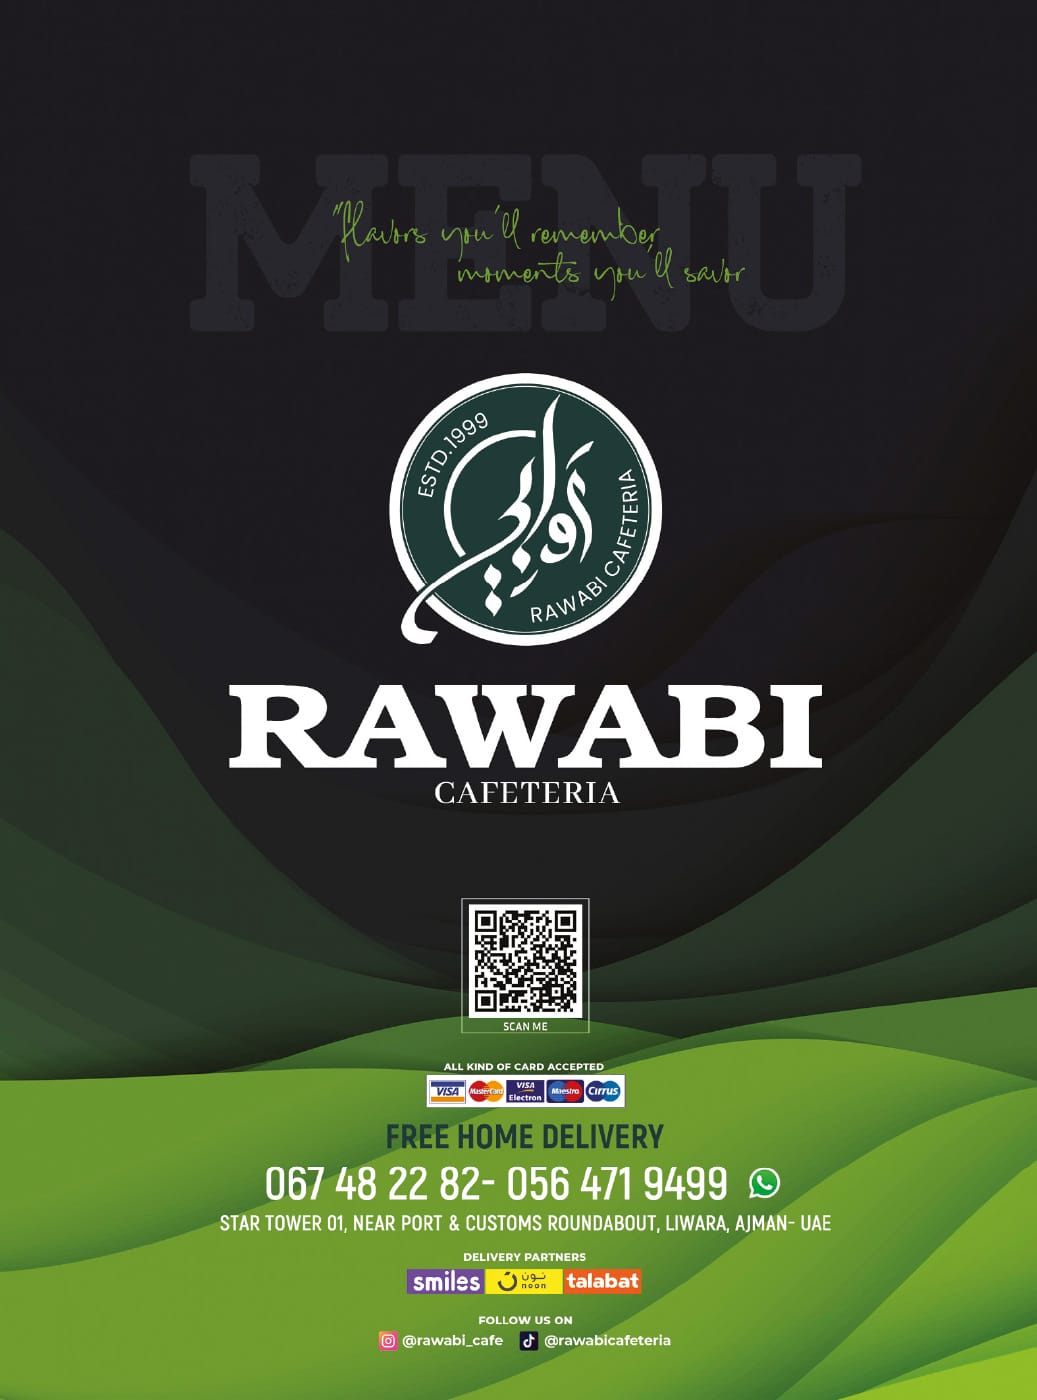 MENU
"flavors you'll remember
moments you'll savor
ESTD.1999
روابي
RAWABI CAFETERIA
RAWABI
CAFETERIA
SCAN ME
ALL KIND OF CARD ACCEPTED
VISA MasterCard VISA Electron Maestro Cirrus
FREE HOME DELIVERY
067 48 22 82- 056 471 9499
STAR TOWER 01, NEAR PORT & CUSTOMS ROUNDABOUT, LIWARA, AJMAN- UAE
DELIVERY PARTNERS
smiles نون noon talabat
FOLLOW US ON
@rawabi_cafe @rawabicafeteria